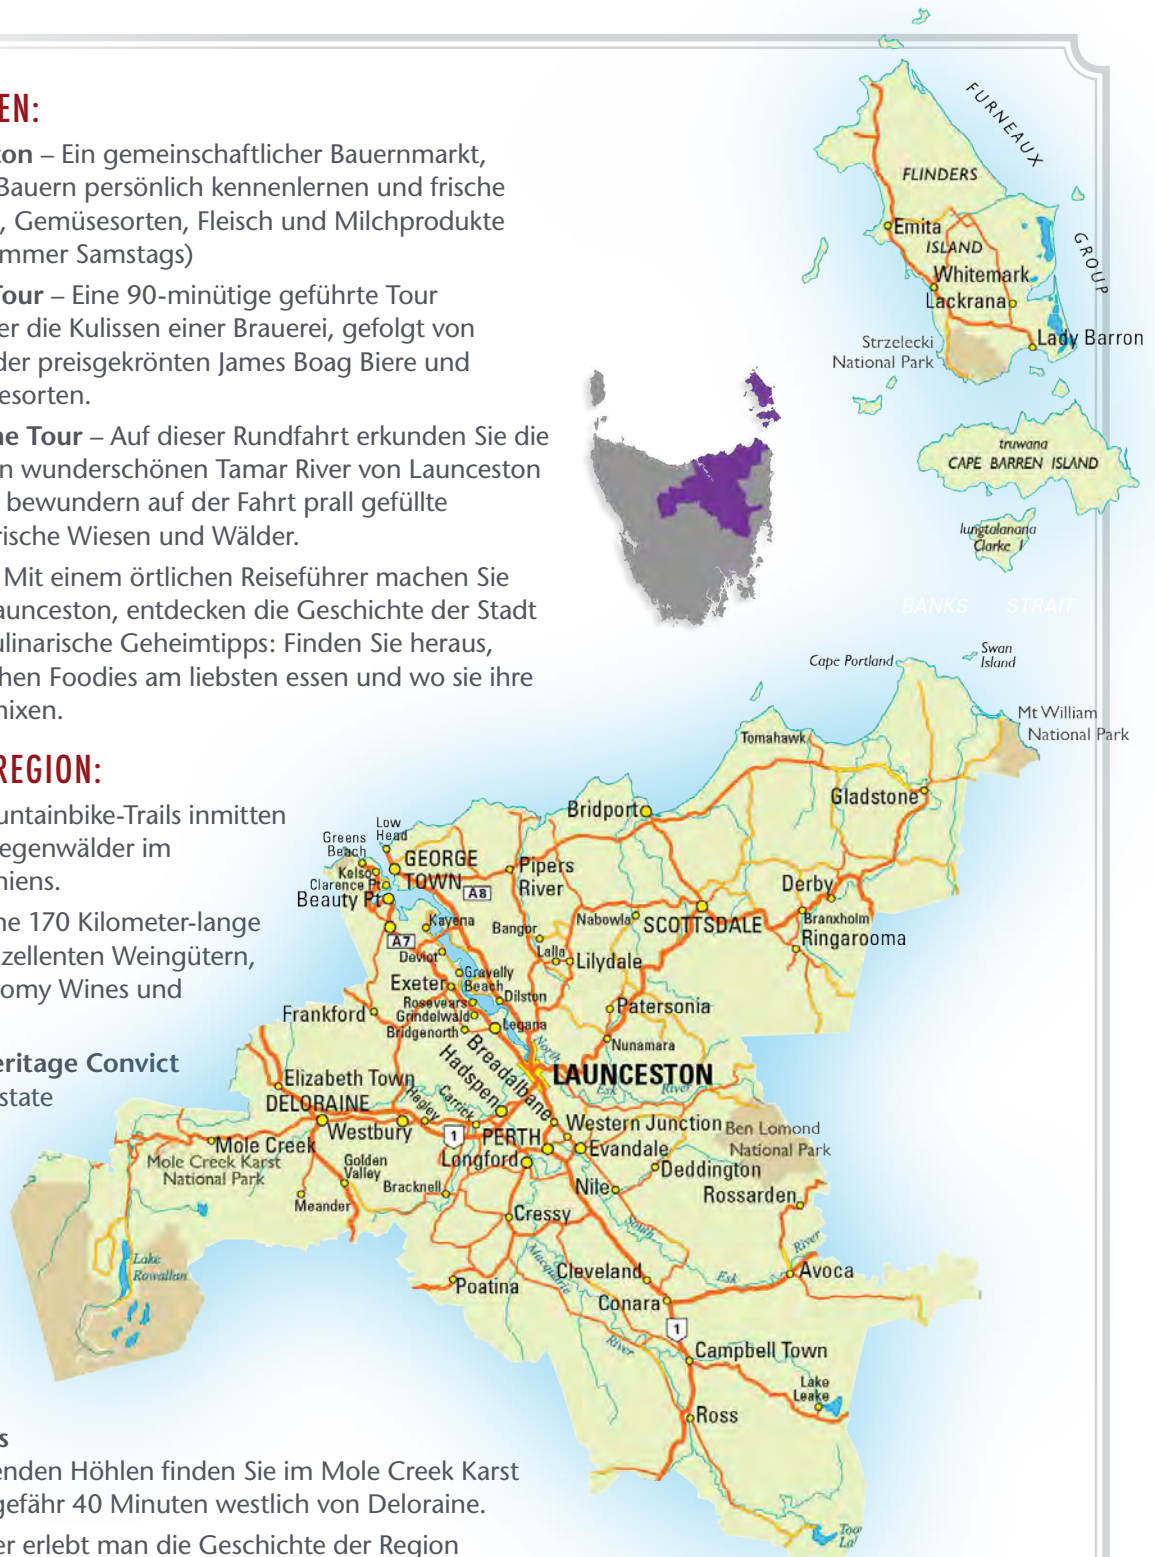 EN:
on – Ein gemeinschaftlicher Bauernmarkt,
Bauern persönlich kennenlernen und frische
, Gemüsesorten, Fleisch und Milchprodukte
mmer Samstags)
Tour – Eine 90-minütige geführte Tour
er die Kulissen einer Brauerei, gefolgt von
der preisgekrönten James Boag Biere und
esorten.
ne Tour – Auf dieser Rundfahrt erkunden Sie die
n wunderschönen Tamar River von Launceston
bewundern auf der Fahrt prall gefüllte
rische Wiesen und Wälder.
Mit einem örtlichen Reiseführer machen Sie
aunceston, entdecken die Geschichte der Stadt
ulinarische Geheimtipps: Finden Sie heraus,
hen Foodies am liebsten essen und wo sie ihre
nixen.
REGION:
untainbike-Trails inmitten
egenwälder im
niens.
ne 170 Kilometer-lange
zellenten Weingütern,
omy Wines und
eritage Convict
state
s
enden Höhlen finden Sie im Mole Creek Karst
gefähr 40 Minuten westlich von Deloraine.
er erlebt man die Geschichte der Region
FURNEAUX
GROUP
FLINDERS
ISLAND
Emita
Whitemark
Lackrana
Lady Barron
Strzelecki
National Park
truwana
CAPE BARREN ISLAND
lungtalanana
Clarke I
BANKS STRAIT
Swan
Island
Cape Portland
Mt William
National Park
Tomahawk
Gladstone
Bridport
Low
Head
Greens
Beach
Kelso
Clarence Pt
Beauty Pt
GEORGE
TOWN
A8
Pipers
River
Derby
Branxholm
Ringarooma
Nabowla
SCOTTSDALE
Kayena
Bangor
A7
Deviot
Lalla
Lilydale
Gravelly
Beach
Exeter
Dilston
Rosevears
Grindelwald
Bridgenorth
Legana
Frankford
Patersonia
Nunamara
North
Esk
River
LAUNCESTON
Breadalbane
Hadspen
Elizabeth Town
DELORAINE
Hagley
Carrick
Westbury
1
PERTH
Western Junction
Evandale
Ben Lomond
National Park
Mole Creek
Mole Creek Karst
National Park
Golden
Valley
Longford
Deddington
Bracknell
Nile
Rossarden
Meander
Cressy
South
Esk
River
Lake
Rowallan
Macquarie
River
Cleveland
Avoca
Poatina
Conara
1
Campbell Town
Lake
Leake
Ross
Too
La